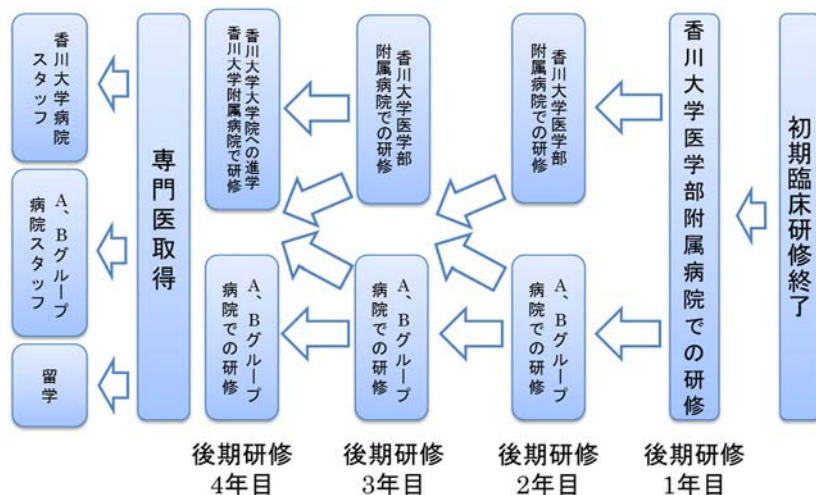 初期臨床研修終了
香川大学医学部附属病院での研修
香川大学医学部
附属病院での研修
A、Bグループ
病院での研修
香川大学医学部
附属病院での研修
A、Bグループ
病院での研修
香川大学大学院への進学
香川大学附属病院で研修
A、Bグループ
病院での研修
専門医取得
香川大学病院
スタッフ
A、Bグループ
病院スタッフ
留学
後期研修
4年目
後期研修
3年目
後期研修
2年目
後期研修
1年目